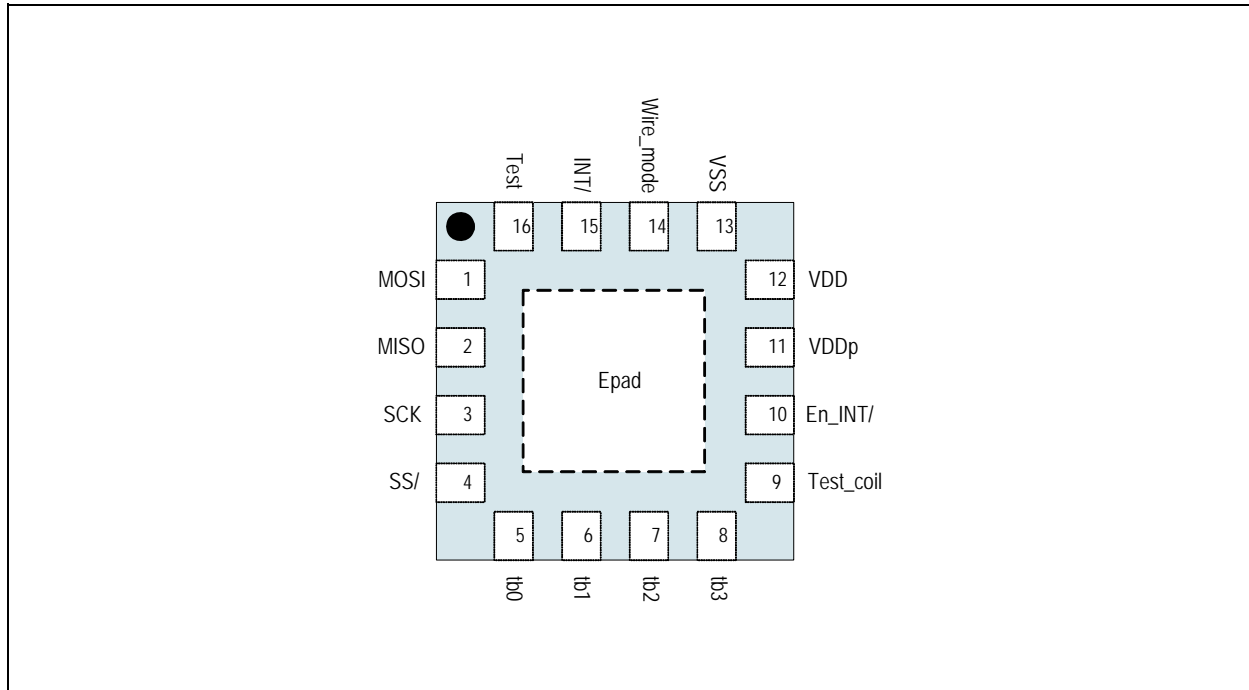 Test
INT/
Wire_mode
VSS
16
15
14
13
MOSI 1
12 VDD
MISO 2
11 VDDp
Epad
SCK 3
10 En_INT/
SS/ 4
9 Test_coil
5
6
7
8
tb0
tb1
tb2
tb3